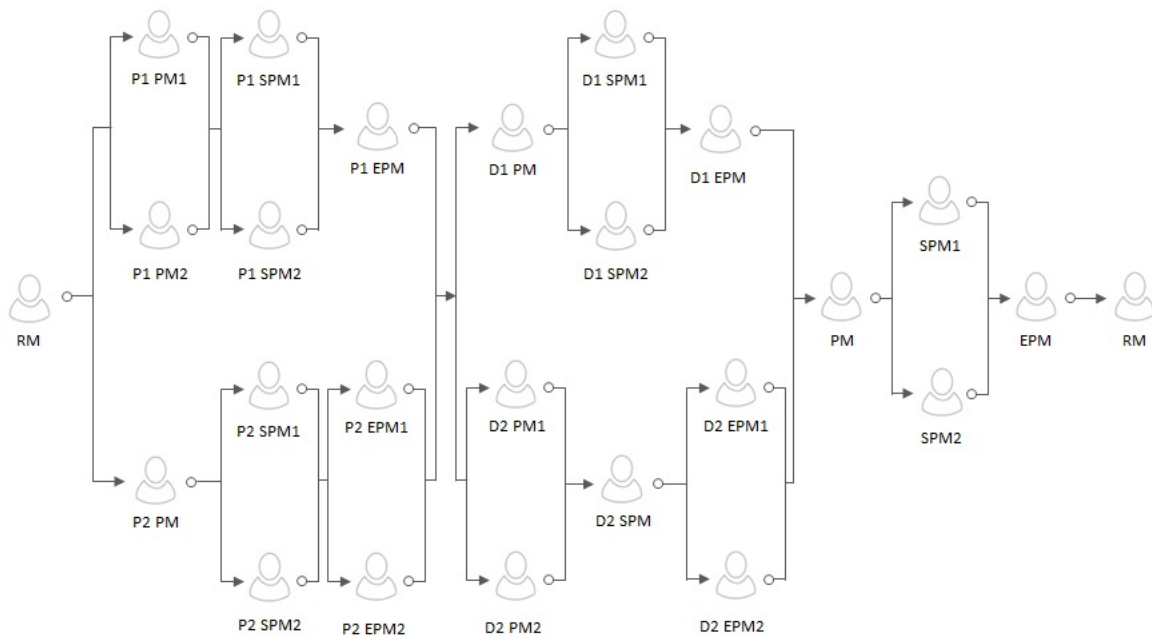 P1 PM1
P1 SPM1
D1 SPM1
P1 EPM
D1 PM
D1 EPM
P1 PM2
P1 SPM2
D1 SPM2
SPM1
RM
PM
EPM
RM
P2 SPM1
P2 EPM1
D2 PM1
D2 EPM1
SPM2
P2 PM
D2 SPM
P2 SPM2
P2 EPM2
D2 PM2
D2 EPM2